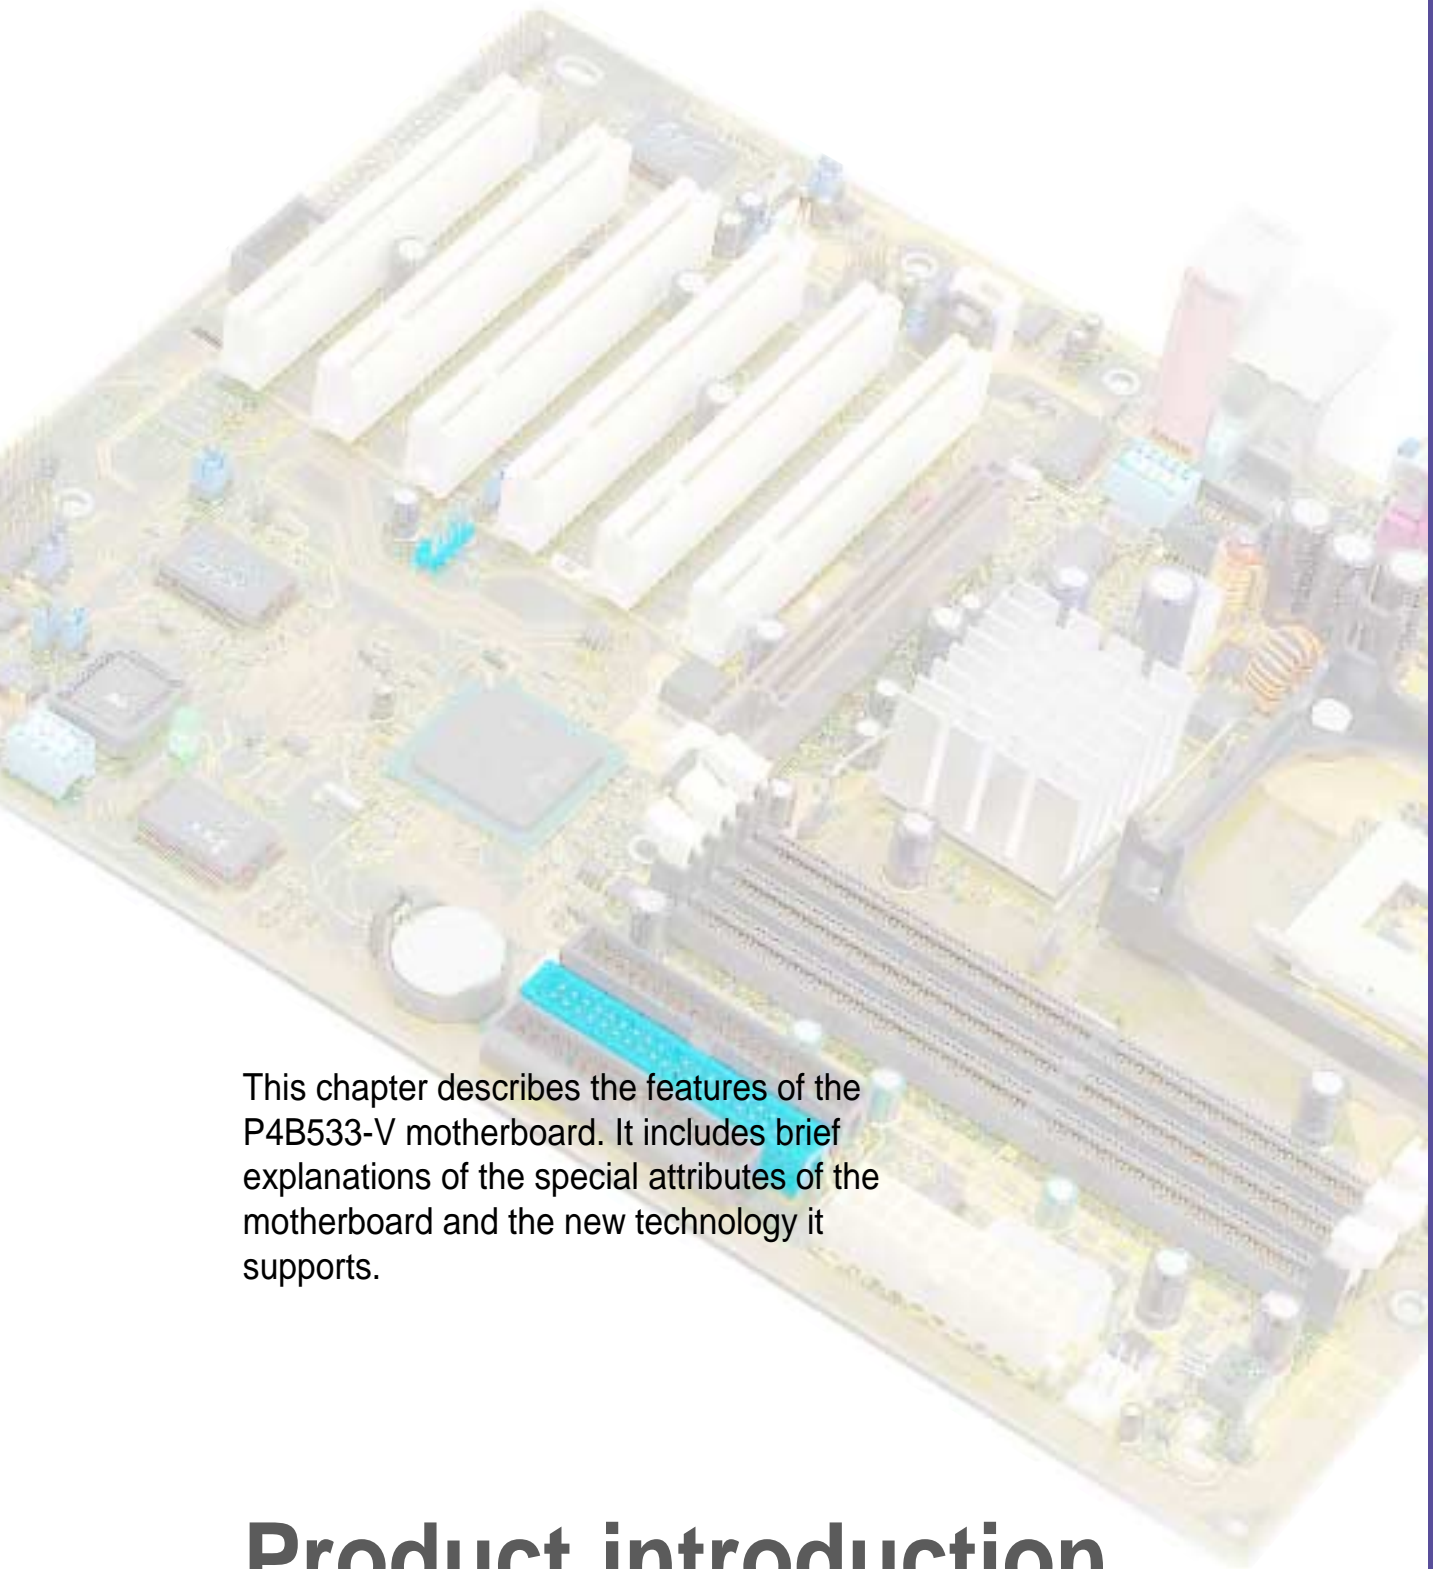 This chapter describes the features of the
P4B533-V motherboard. It includes brief
explanations of the special attributes of the
motherboard and the new technology it
supports.
Product introduction